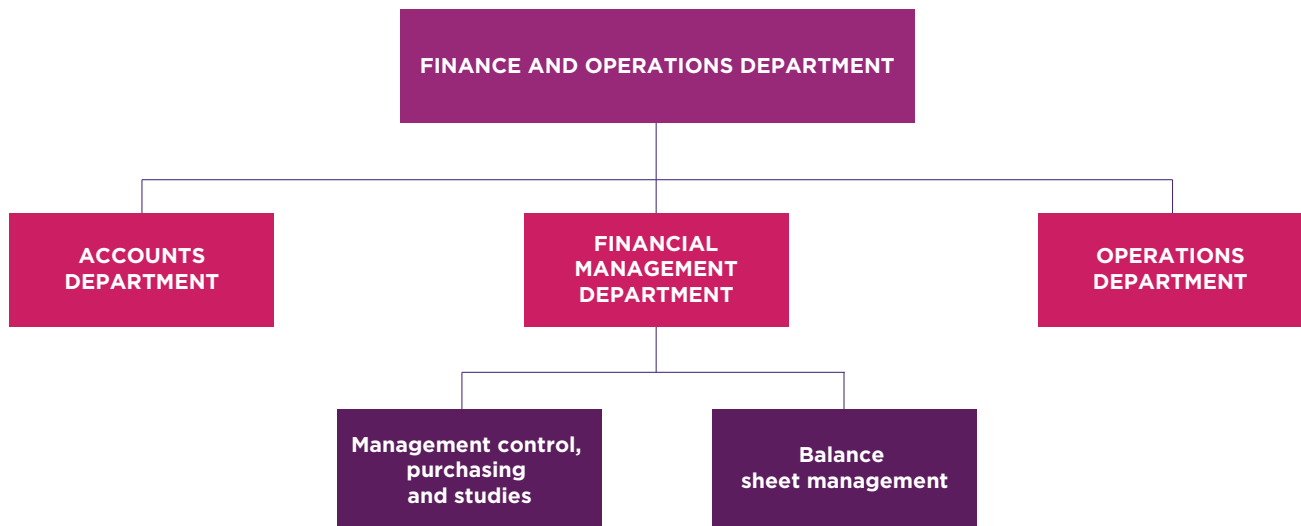 FINANCE AND OPERATIONS DEPARTMENT
ACCOUNTS
DEPARTMENT
FINANCIAL
MANAGEMENT
DEPARTMENT
OPERATIONS
DEPARTMENT
Management control,
purchasing
and studies
Balance
sheet management